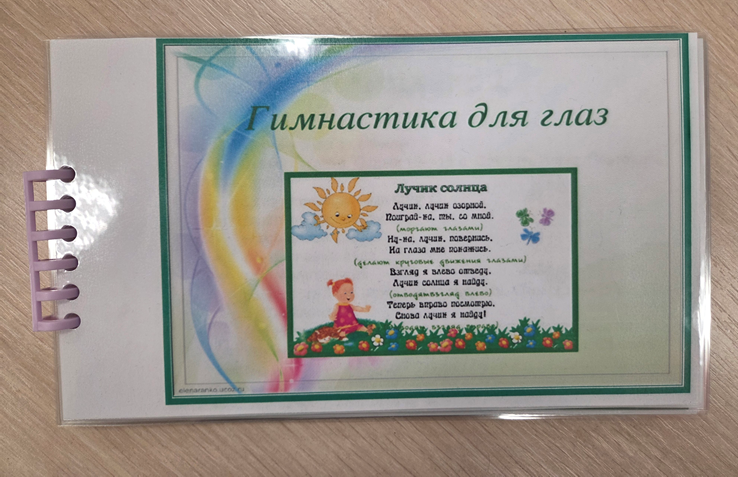 Гимнастика для глаз
Лучик солнца
Лучик, лучик озорной,
Поиграй-ка, ты, со мной.
(моргают глазами)
Ну-ка, лучик, повернись,
На глаза мне покажись.
(делают круговые движения глазами)
Взгляд я влево отведу,
Лучик солнца я найду.
(отводят взгляд влево)
Теперь вправо посмотрю,
Снова лучик я найду!